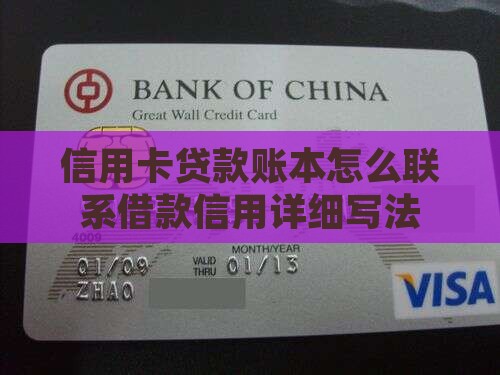 BANK OF CHINA
Great Wall Credit Card
信用卡贷款账本怎么联
系借款信用详细写法
4009
MONTH/YEAR
01/09 VALID THRU 01/13
ZHAO
VISA